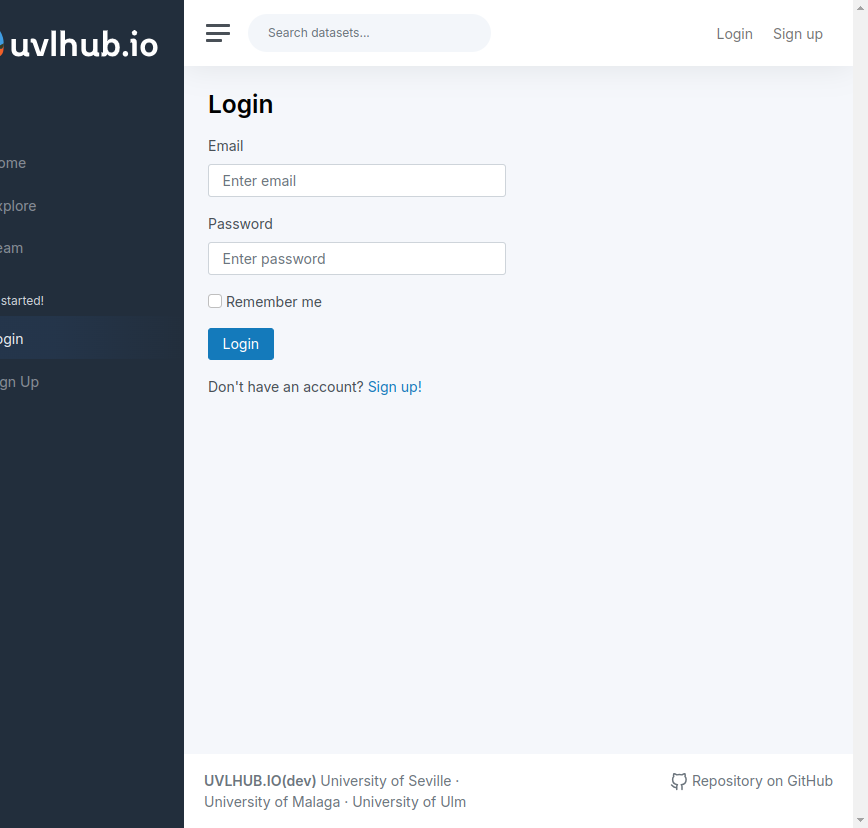 uvlhub.io
Search datasets...
Login
Sign up
ome
xplore
eam
started!
ogin
gn Up
Login
Email
Enter email
Password
Enter password
Remember me
Login
Don't have an account? Sign up!
UVLHUB.IO(dev) University of Seville ·
University of Malaga · University of Ulm
Repository on GitHub